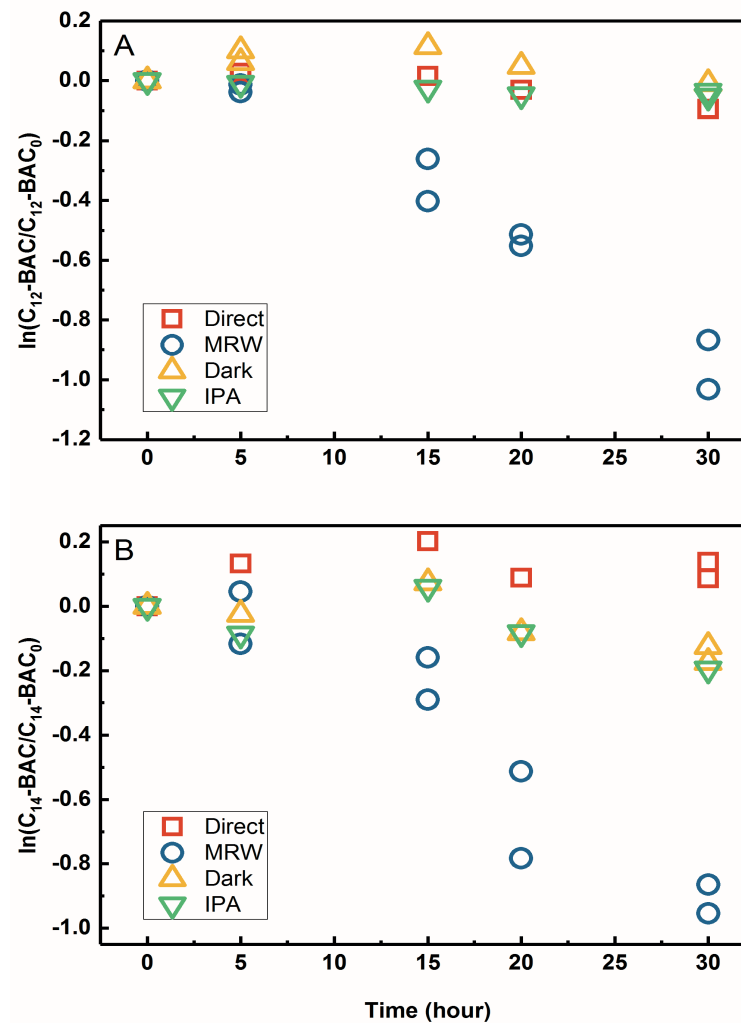 A
0.2
0.0
-0.2
-0.4
-0.6
-0.8
-1.0
-1.2
ln(C12-BAC/C12-BAC0)
Direct
MRW
Dark
IPA
0 5 10 15 20 25 30
B
0.2
0.0
-0.2
-0.4
-0.6
-0.8
-1.0
ln(C14-BAC/C14-BAC0)
Direct
MRW
Dark
IPA
0 5 10 15 20 25 30
Time (hour)